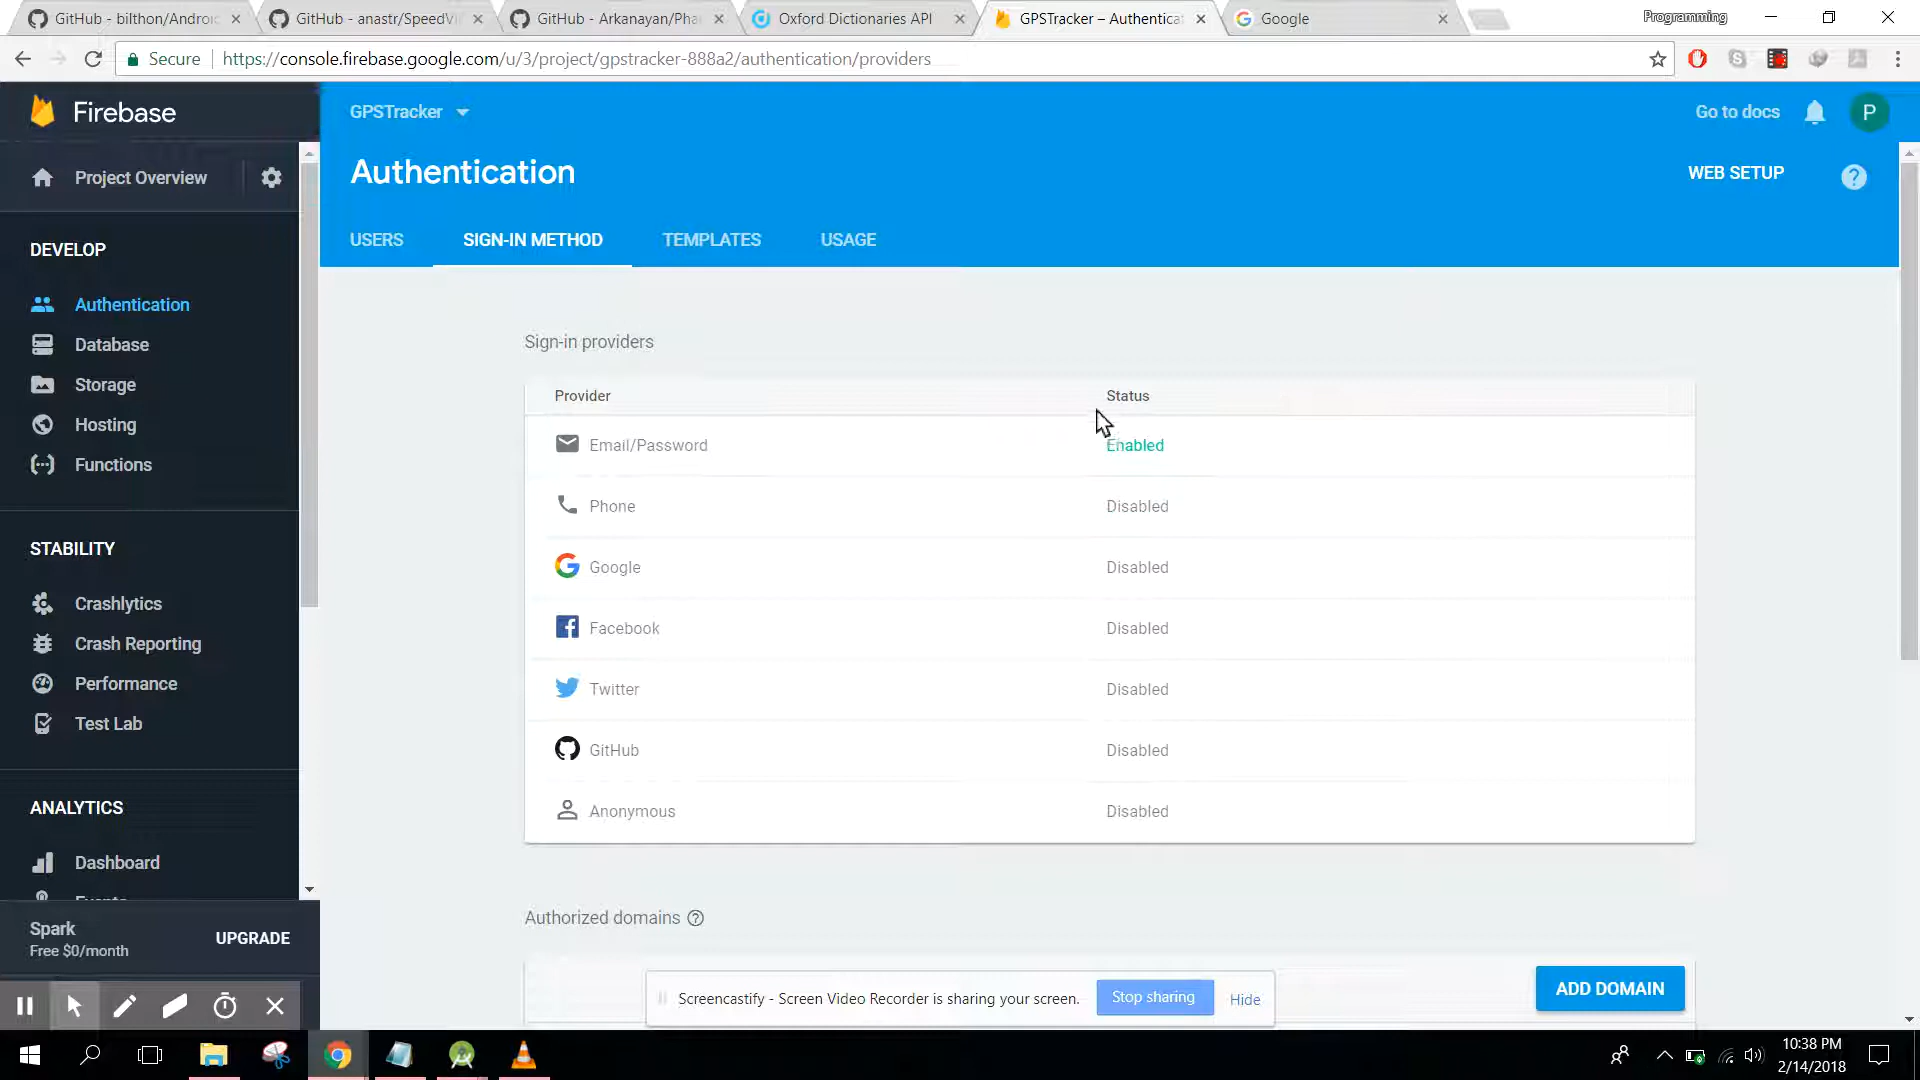 GitHub - bilthon/Androi
GitHub - anastr/SpeedVi
GitHub - Arkanayan/Pha
Oxford Dictionaries API
GPSTracker – Authentica
Google
Programming
Secure
https://console.firebase.google.com/u/3/project/gpstracker-888a2/authentication/providers
Firebase
GPSTracker
Go to docs
P
Project Overview
Authentication
WEB SETUP
USERS
SIGN-IN METHOD
TEMPLATES
USAGE
DEVELOP
Authentication
Database
Storage
Hosting
Functions
STABILITY
Crashlytics
Crash Reporting
Performance
Test Lab
ANALYTICS
Dashboard
Events
Spark
Free $0/month
UPGRADE
Sign-in providers
Provider
Status
Email/Password
Enabled
Phone
Disabled
Google
Disabled
Facebook
Disabled
Twitter
Disabled
GitHub
Disabled
Anonymous
Disabled
Authorized domains
ADD DOMAIN
Screencastify - Screen Video Recorder is sharing your screen.
Stop sharing
Hide
10:38 PM
2/14/2018